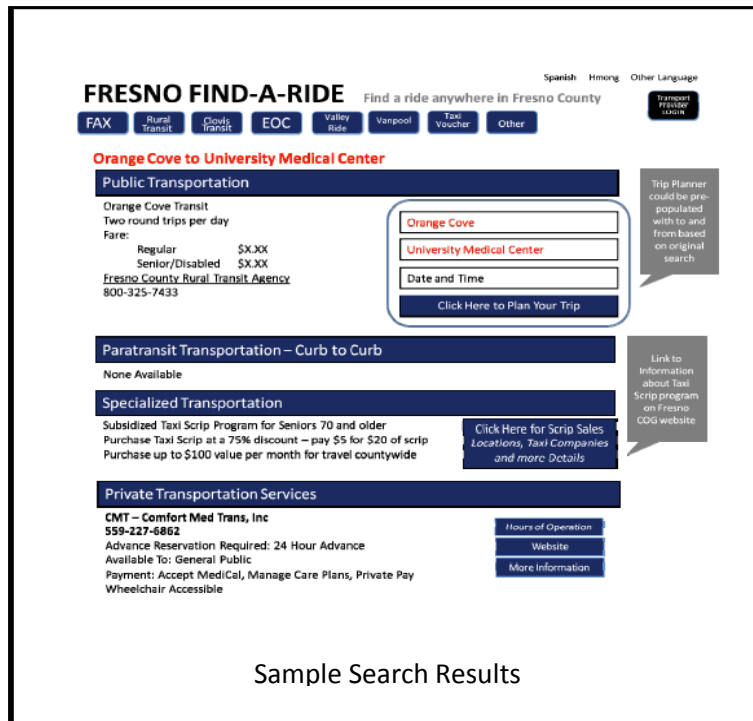 Spanish Hmong Other Language
FRESNO FIND-A-RIDE Find a ride anywhere in Fresno County
Transport
Provider
LOGIN
FAX
Rural
Transit
Clovis
Transit
EOC
Valley
Ride
Vanpool
Taxi
Voucher
Other
Orange Cove to University Medical Center
Public Transportation
Orange Cove Transit
Two round trips per day
Fare:
Regular $X.XX
Senior/Disabled $X.XX
Fresno County Rural Transit Agency
800-325-7433
Orange Cove
University Medical Center
Date and Time
Click Here to Plan Your Trip
Trip Planner
could be pre-
populated
with to and
from based
on original
search
Paratransit Transportation – Curb to Curb
None Available
Specialized Transportation
Subsidized Taxi Scrip Program for Seniors 70 and older
Purchase Taxi Scrip at a 75% discount – pay $5 for $20 of scrip
Purchase up to $100 value per month for travel countywide
Click Here for Scrip Sales
Locations, Taxi Companies
and more Details
Link to
Information
about Taxi
Scrip program
on Fresno
COG website
Private Transportation Services
CMT – Comfort Med Trans, Inc
559-227-6862
Advance Reservation Required: 24 Hour Advance
Available To: General Public
Payment: Accept MediCal, Manage Care Plans, Private Pay
Wheelchair Accessible
Hours of Operation
Website
More Information
Sample Search Results